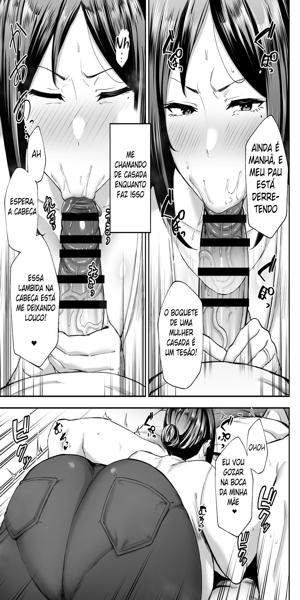 AINDA
É MANHÃ, E MEU
PAU
ESTÁ
DERRE-
TENDO
O BOQUETE
DE UMA
MULHER
CASADA É
UM TESÃO!
ME
CHAMANDO
DE CASADA
ENQUANTO
FAZ ISSO
AH
ESPERA,
A CABEÇA
ESSA
LAMBIDA NA
CABEÇA ESTÁ
ME DEIXANDO
LOUCO!
OHOH
EU VOU
GOZAR
NA BOCA
DA MINHA
MÃE